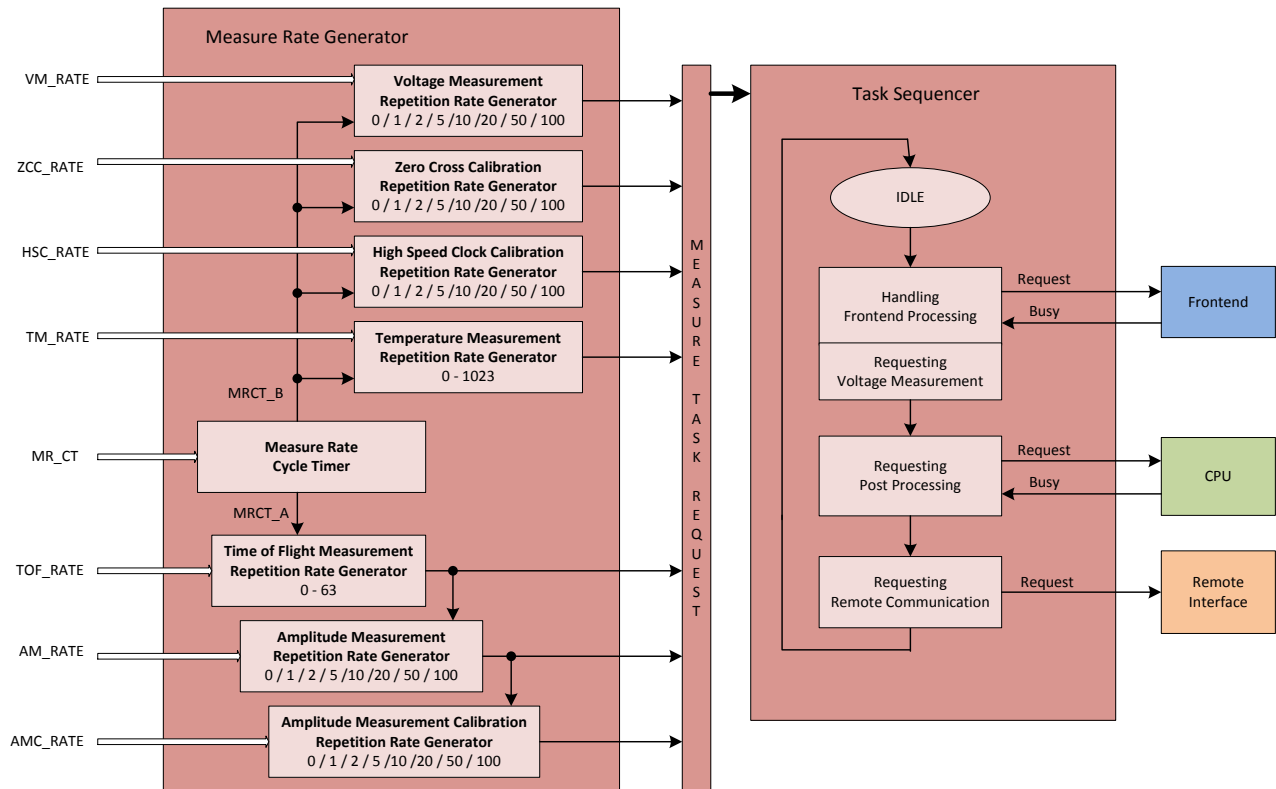 Measure Rate Generator
VM_RATE
Voltage Measurement
Repetition Rate Generator
0 / 1 / 2 / 5 /10 /20 / 50 / 100
ZCC_RATE
Zero Cross Calibration
Repetition Rate Generator
0 / 1 / 2 / 5 /10 /20 / 50 / 100
HSC_RATE
High Speed Clock Calibration
Repetition Rate Generator
0 / 1 / 2 / 5 /10 /20 / 50 / 100
TM_RATE
Temperature Measurement
Repetition Rate Generator
0 - 1023
MRCT_B
MR_CT
Measure Rate
Cycle Timer
MRCT_A
TOF_RATE
Time of Flight Measurement
Repetition Rate Generator
0 - 63
AM_RATE
Amplitude Measurement
Repetition Rate Generator
0 / 1 / 2 / 5 /10 /20 / 50 / 100
AMC_RATE
Amplitude Measurement Calibration
Repetition Rate Generator
0 / 1 / 2 / 5 /10 /20 / 50 / 100
MEASURE TASK REQUEST
Task Sequencer
IDLE
Handling
Frontend Processing
Request
Busy
Frontend
Requesting
Voltage Measurement
Requesting
Post Processing
Request
Busy
CPU
Requesting
Remote Communication
Request
Remote
Interface